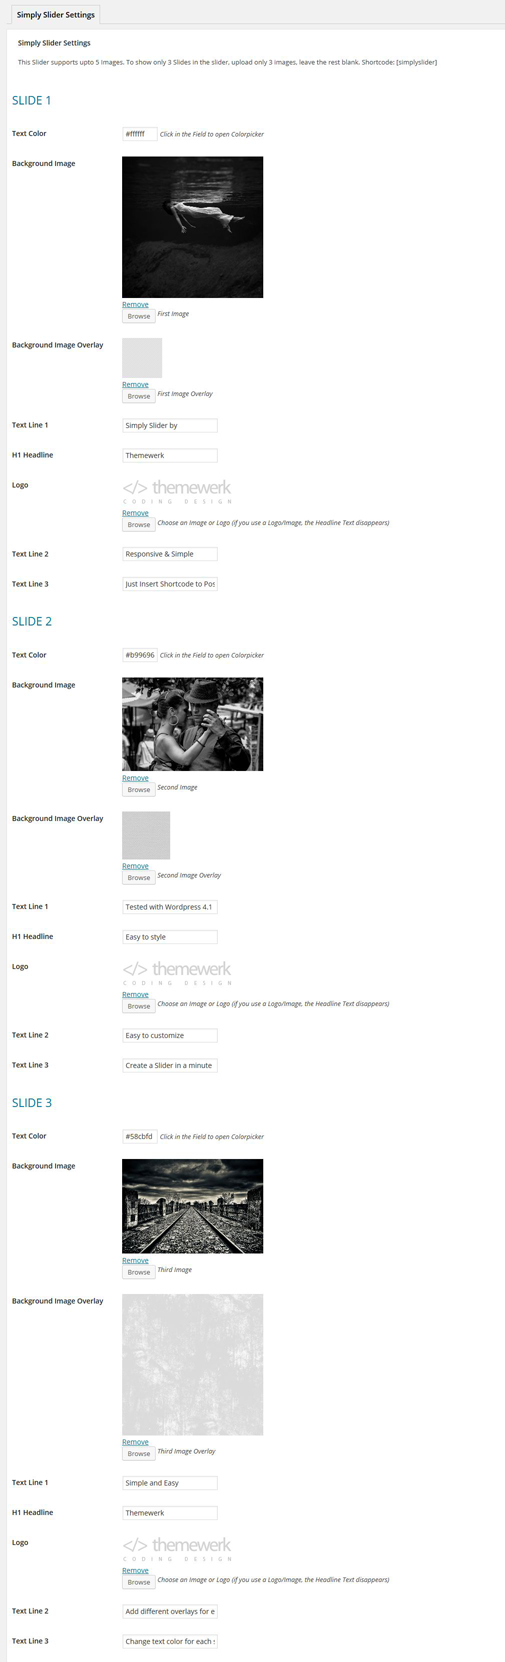 Simply Slider Settings
Simply Slider Settings
This Slider supports upto 5 Images. To show only 3 Slides in the slider, upload only 3 images, leave the rest blank. Shortcode: [simplyslider]
SLIDE 1
Text Color #ffffff Click in the Field to open Colorpicker
Background Image
Remove
Browse First Image
Background Image Overlay
Remove
Browse First Image Overlay
Text Line 1 Simply Slider by
H1 Headline Themewerk
Logo </> themewerk
CODING DESIGN
Remove
Browse Choose an Image or Logo (if you use a Logo/Image, the Headline Text disappears)
Text Line 2 Responsive & Simple
Text Line 3 Just Insert Shortcode to Pos
SLIDE 2
Text Color #b99696 Click in the Field to open Colorpicker
Background Image
Remove
Browse Second Image
Background Image Overlay
Remove
Browse Second Image Overlay
Text Line 1 Tested with Wordpress 4.1
H1 Headline Easy to style
Logo </> themewerk
CODING DESIGN
Remove
Browse Choose an Image or Logo (if you use a Logo/Image, the Headline Text disappears)
Text Line 2 Easy to customize
Text Line 3 Create a Slider in a minute
SLIDE 3
Text Color #58cbfd Click in the Field to open Colorpicker
Background Image
Remove
Browse Third Image
Background Image Overlay
Remove
Browse Third Image Overlay
Text Line 1 Simple and Easy
H1 Headline Themewerk
Logo </> themewerk
CODING DESIGN
Remove
Browse Choose an Image or Logo (if you use a Logo/Image, the Headline Text disappears)
Text Line 2 Add different overlays for e
Text Line 3 Change text color for each s